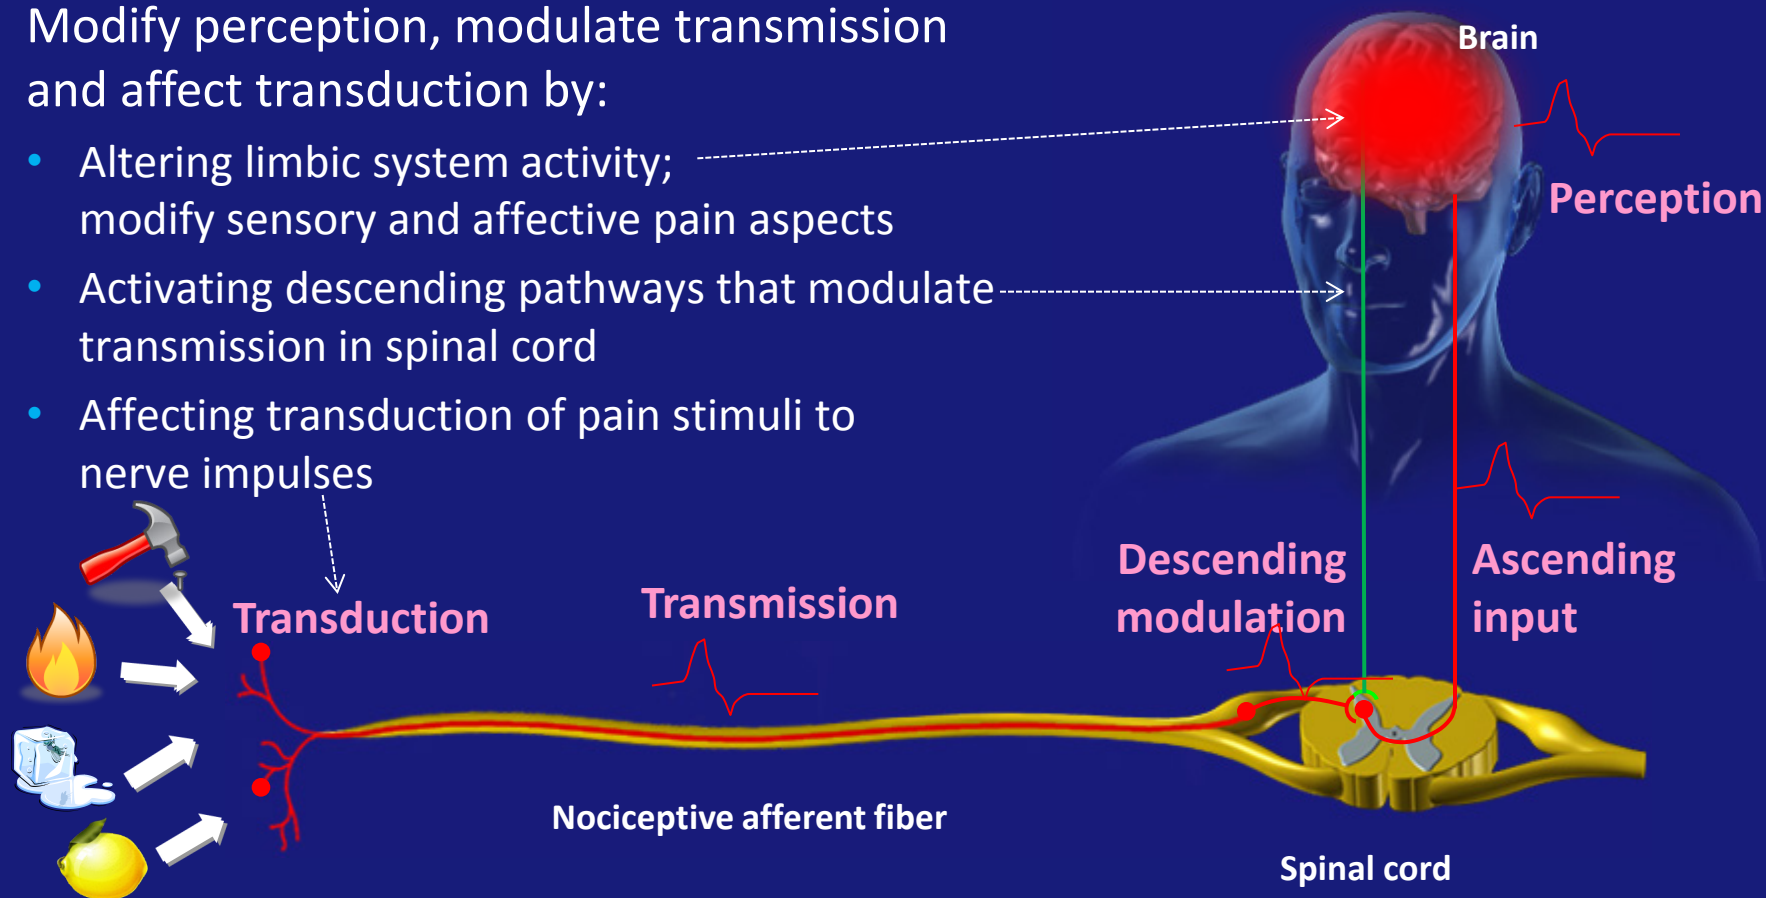 Modify perception, modulate transmission
and affect transduction by:
• Altering limbic system activity;
modify sensory and affective pain aspects
• Activating descending pathways that modulate
transmission in spinal cord
• Affecting transduction of pain stimuli to
nerve impulses
Brain
Perception
Transduction
Transmission
Descending
modulation
Ascending
input
Nociceptive afferent fiber
Spinal cord